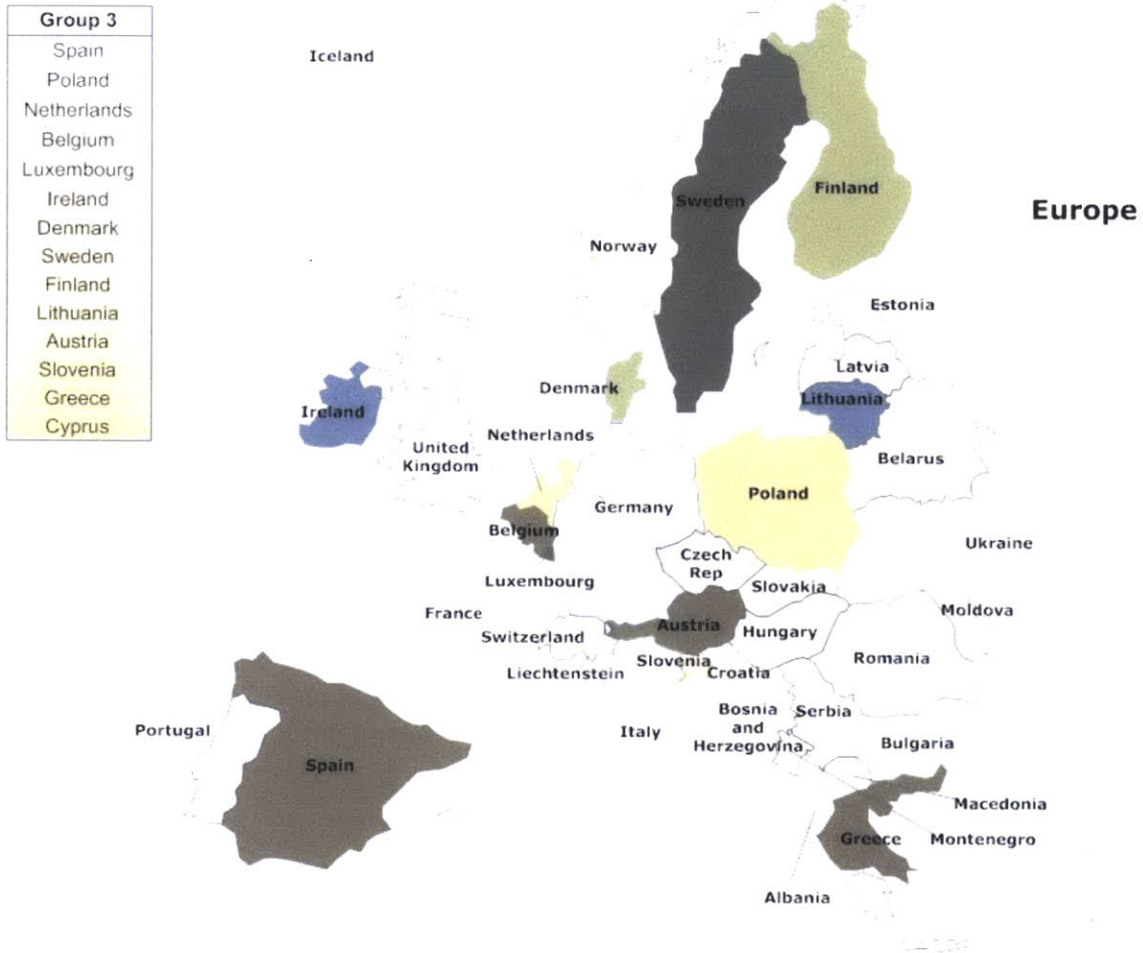 Group 3
Spain
Poland
Netherlands
Belgium
Luxembourg
Ireland
Denmark
Sweden
Finland
Lithuania
Austria
Slovenia
Greece
Cyprus
Iceland
Finland
Sweden
Europe
Norway
Estonia
Latvia
Denmark
Lithuania
Ireland
Netherlands
United
Kingdom
Belarus
Poland
Germany
Belgium
Ukraine
Czech
Rep
Luxembourg
Slovakia
France
Moldova
Austria
Hungary
Switzerland
Romania
Slovenia
Liechtenstein
Croatia
Bosnia
and
Herzegovina
Serbia
Portugal
Italy
Bulgaria
Spain
Macedonia
Greece
Montenegro
Albania